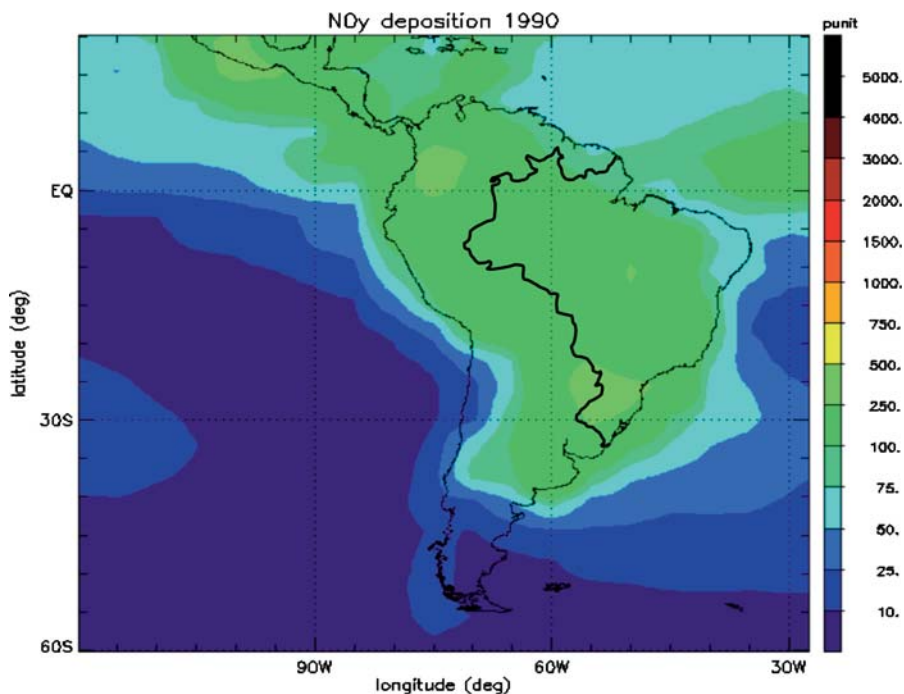 NOy deposition 1990
punit
5000.
4000.
3000.
2000.
1500.
1000.
750.
500.
250.
100.
75.
50.
25.
10.
EQ
30S
60S
latitude (deg)
90W
60W
30W
longitude (deg)